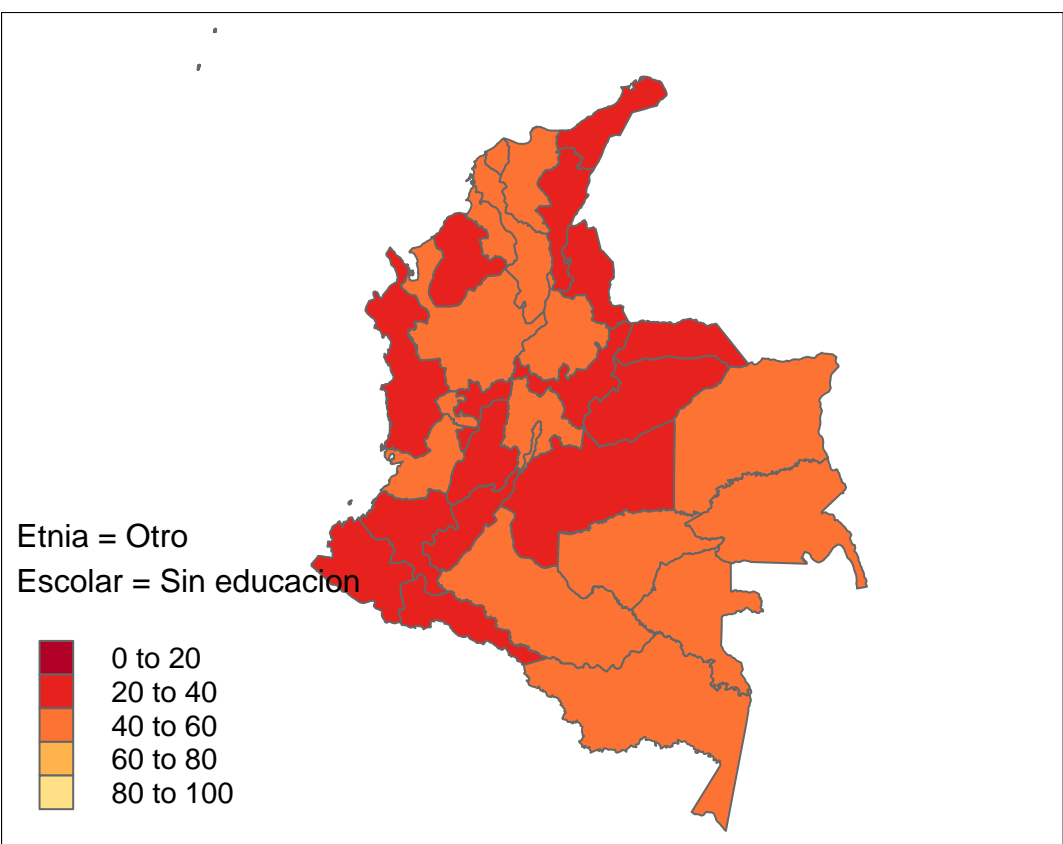 Etnia = Otro
Escolar = Sin educacion
0 to 20
20 to 40
40 to 60
60 to 80
80 to 100